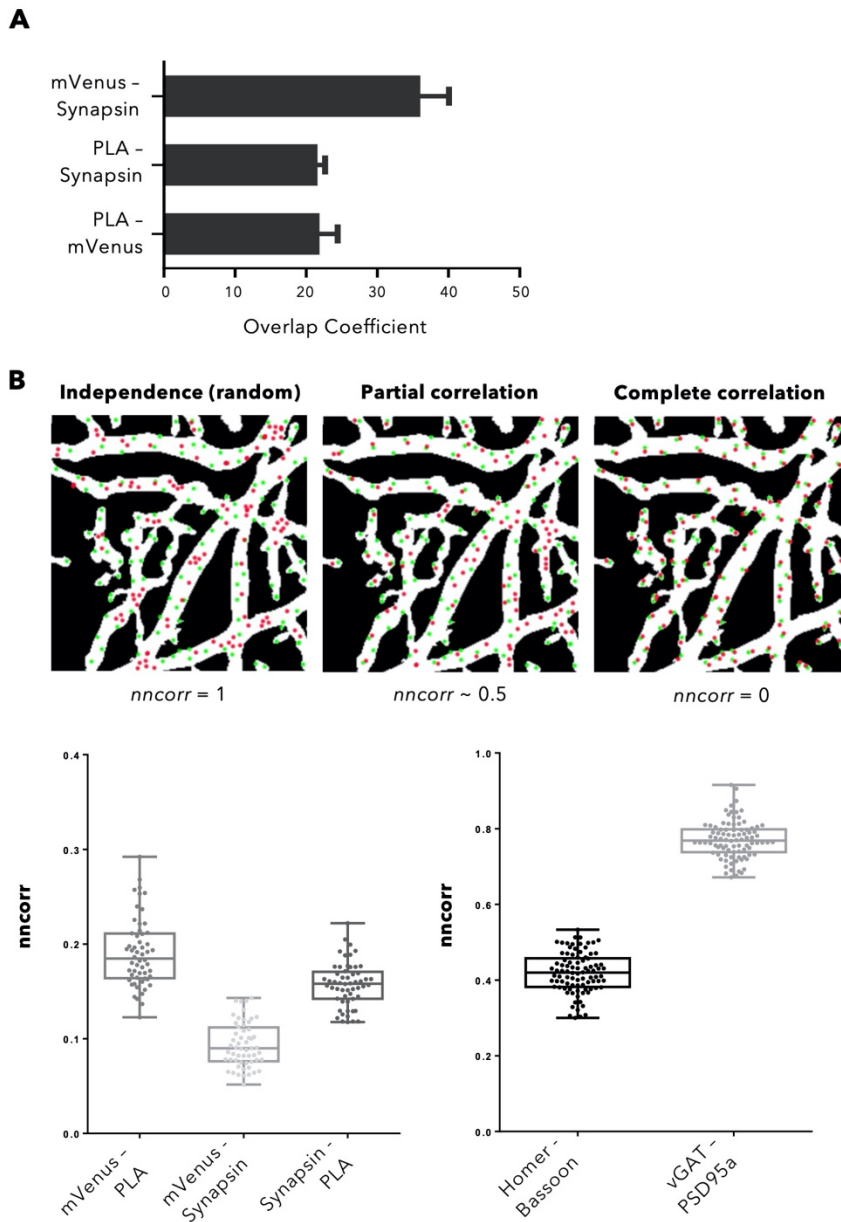 A
mVenus –
Synapsin
PLA –
Synapsin
PLA –
mVenus
0 10 20 30 40 50
Overlap Coefficient
B
Independence (random) Partial correlation Complete correlation
nncorr = 1 nncorr ~ 0.5 nncorr = 0
0.4
0.3
0.2
0.1
0.0
nncorr
mVenus –
PLA
mVenus -
Synapsin
Synapsin -
PLA
1.0
0.8
0.6
0.4
0.2
0.0
nncorr
Homer -
Bassoon
vGAT –
PSD95a